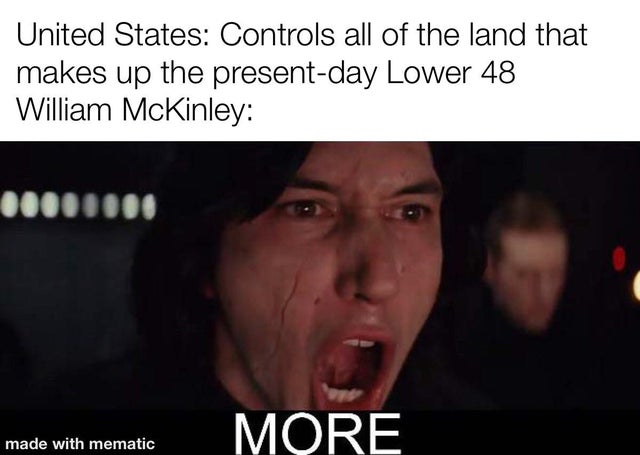 United States: Controls all of the land that
makes up the present-day Lower 48
William McKinley:
MORE
made with mematic